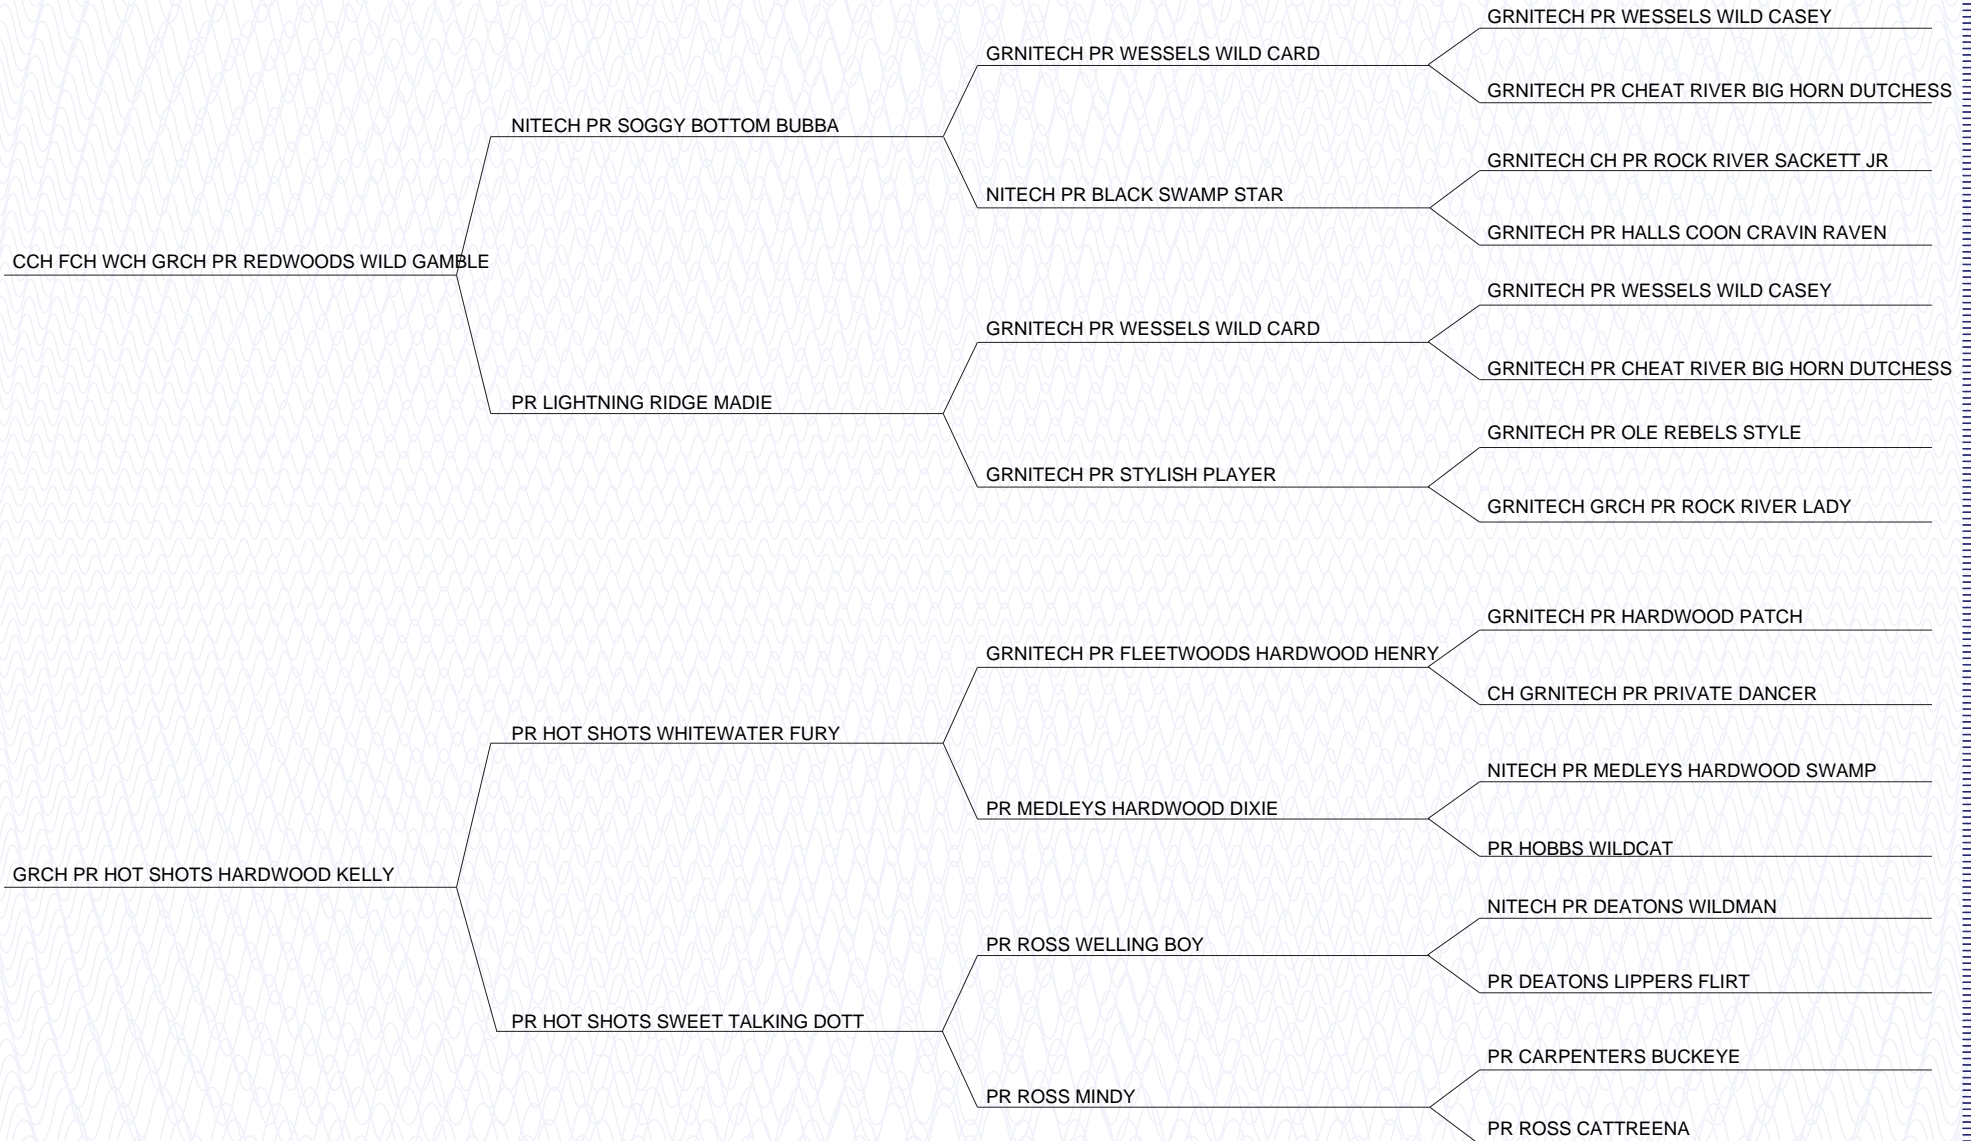 GRNITECH PR WESSELS WILD CASEY
GRNITECH PR WESSELS WILD CARD
GRNITECH PR CHEAT RIVER BIG HORN DUTCHESS
NITECH PR SOGGY BOTTOM BUBBA
GRNITECH CH PR ROCK RIVER SACKETT JR
NITECH PR BLACK SWAMP STAR
GRNITECH PR HALLS COON CRAVIN RAVEN
CCH FCH WCH GRCH PR REDWOODS WILD GAMBLE
GRNITECH PR WESSELS WILD CASEY
GRNITECH PR WESSELS WILD CARD
GRNITECH PR CHEAT RIVER BIG HORN DUTCHESS
PR LIGHTNING RIDGE MADIE
GRNITECH PR OLE REBELS STYLE
GRNITECH PR STYLISH PLAYER
GRNITECH GRCH PR ROCK RIVER LADY
GRNITECH PR HARDWOOD PATCH
GRNITECH PR FLEETWOODS HARDWOOD HENRY
CH GRNITECH PR PRIVATE DANCER
PR HOT SHOTS WHITEWATER FURY
NITECH PR MEDLEYS HARDWOOD SWAMP
PR MEDLEYS HARDWOOD DIXIE
PR HOBBS WILDCAT
GRCH PR HOT SHOTS HARDWOOD KELLY
NITECH PR DEATONS WILDMAN
PR ROSS WELLING BOY
PR DEATONS LIPPERS FLIRT
PR HOT SHOTS SWEET TALKING DOTT
PR CARPENTERS BUCKEYE
PR ROSS MINDY
PR ROSS CATTREENA